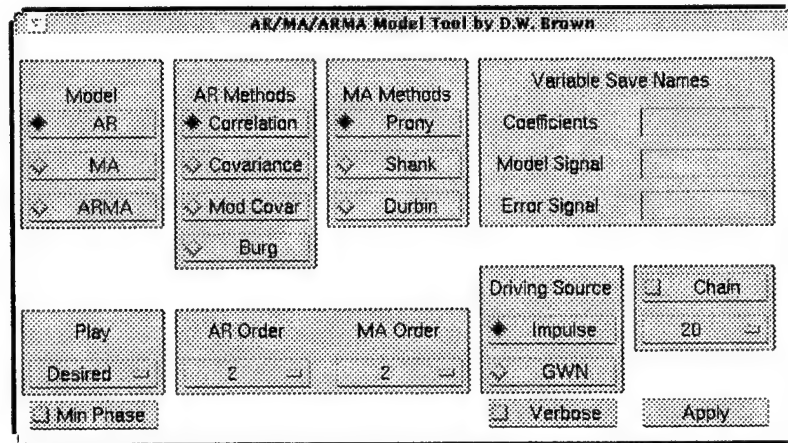 AR/MA/ARMA Model Tool by D.W. Brown
Model
AR
MA
ARMA
AR Methods
Correlation
Covariance
Mod Covar
Burg
MA Methods
Prony
Shank
Durbin
Variable Save Names
Coefficients
Model Signal
Error Signal
Play
Desired
Min Phase
AR Order
2
MA Order
2
Driving Source
Impulse
GWN
Verbose
Chain
20
Apply